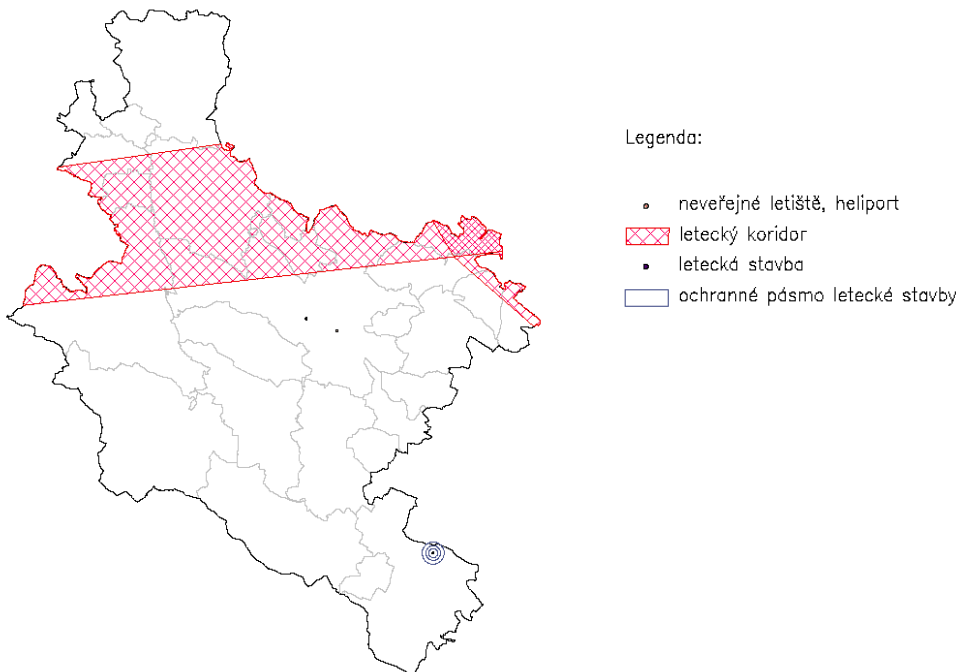 Legenda:
neveřejné letiště, heliport
letecký koridor
letecká stavba
ochranné pásmo letecké stavby